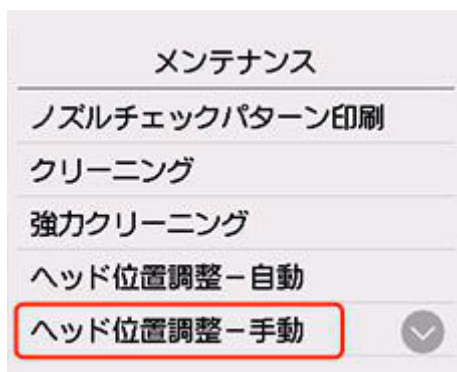 メンテナンス
ノズルチェックパターン印刷
クリーニング
強力クリーニング
ヘッド位置調整－自動
ヘッド位置調整－手動